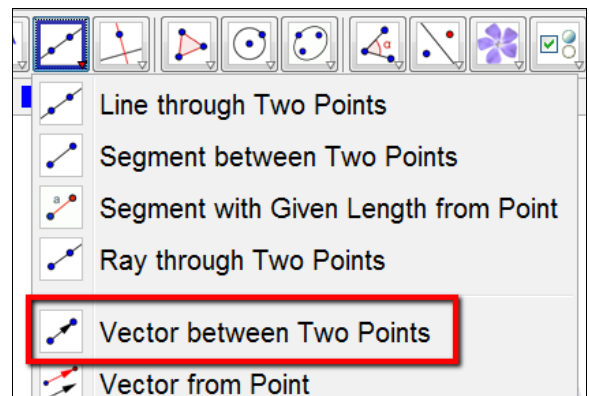 α
Line through Two Points
Segment between Two Points
a
Segment with Given Length from Point
Ray through Two Points
Vector between Two Points
Vector from Point